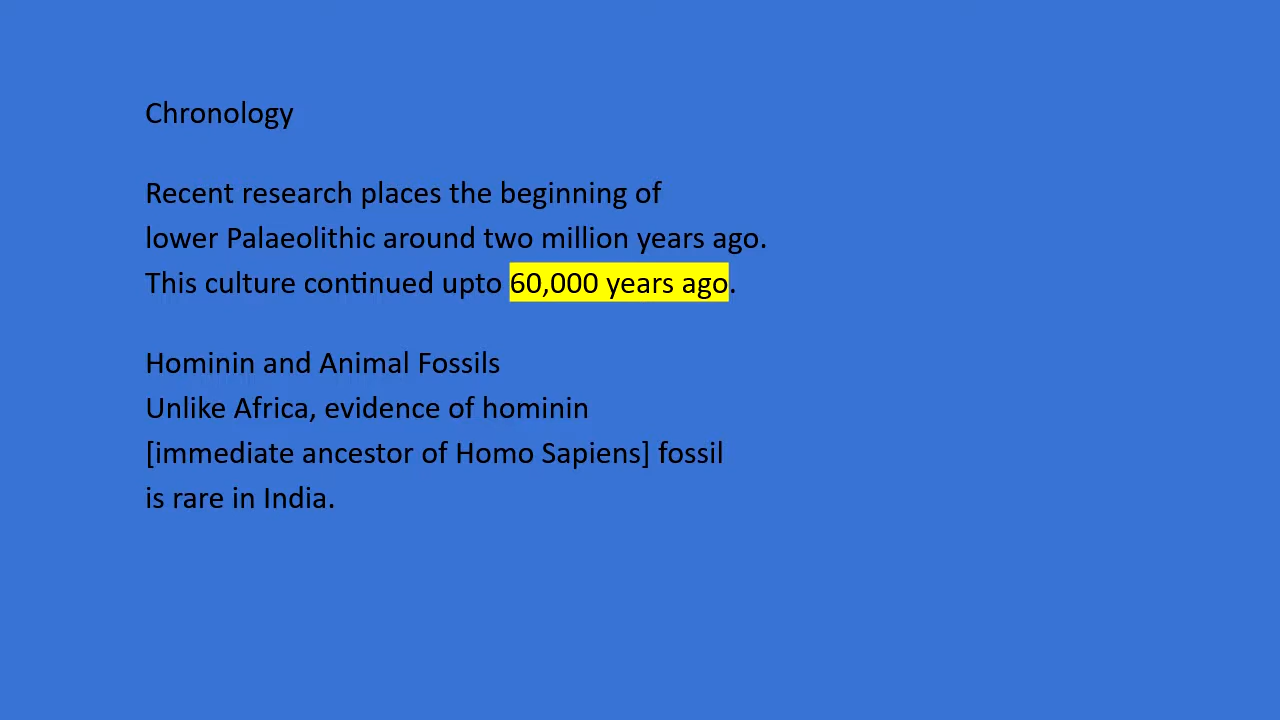 Chronology
Recent research places the beginning of
lower Palaeolithic around two million years ago.
This culture continued upto 60,000 years ago.
Hominin and Animal Fossils
Unlike Africa, evidence of hominin
[immediate ancestor of Homo Sapiens] fossil
is rare in India.